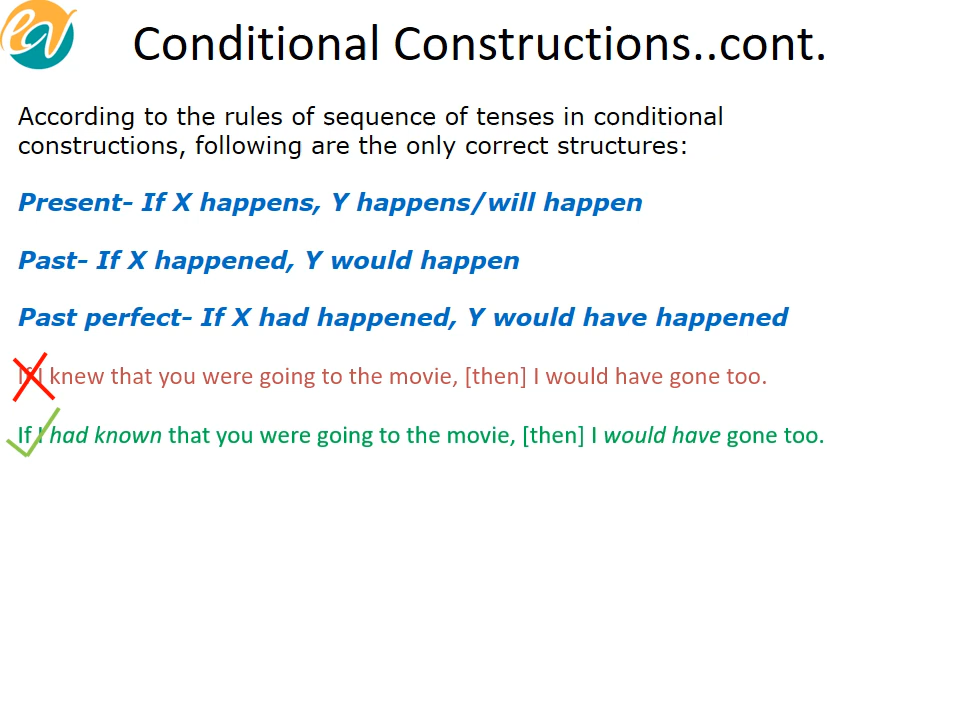 Conditional Constructions..cont.
According to the rules of sequence of tenses in conditional
constructions, following are the only correct structures:
Present- If X happens, Y happens/will happen
Past- If X happened, Y would happen
Past perfect- If X had happened, Y would have happened
If I knew that you were going to the movie, [then] I would have gone too.
If I had known that you were going to the movie, [then] I would have gone too.